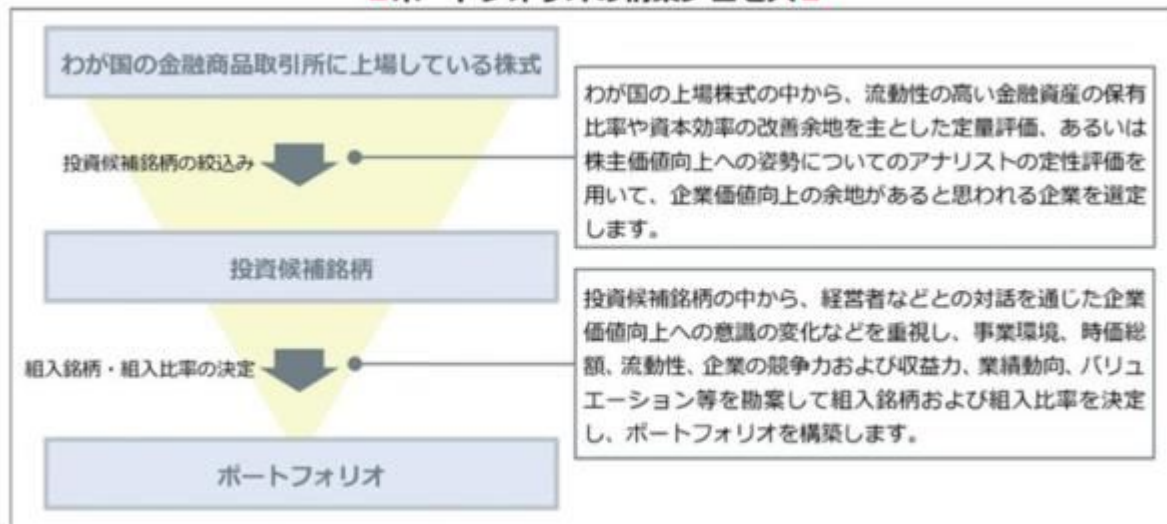 わが国の金融商品取引所に上場している株式
投資候補銘柄の絞込み
わが国の上場株式の中から、流動性の高い金融資産の保有
比率や資本効率の改善余地を主とした定量評価、あるいは
株主価値向上への姿勢についてのアナリストの定性評価を
用いて、企業価値向上の余地があると思われる企業を選定
します。
投資候補銘柄
組入銘柄・組入比率の決定
投資候補銘柄の中から、経営者などとの対話を通じた企業
価値向上への意識の変化などを重視し、事業環境、時価総
額、流動性、企業の競争力および収益力、業績動向、バリュ
エーション等を勘案して組入銘柄および組入比率を決定
し、ポートフォリオを構築します。
ポートフォリオ